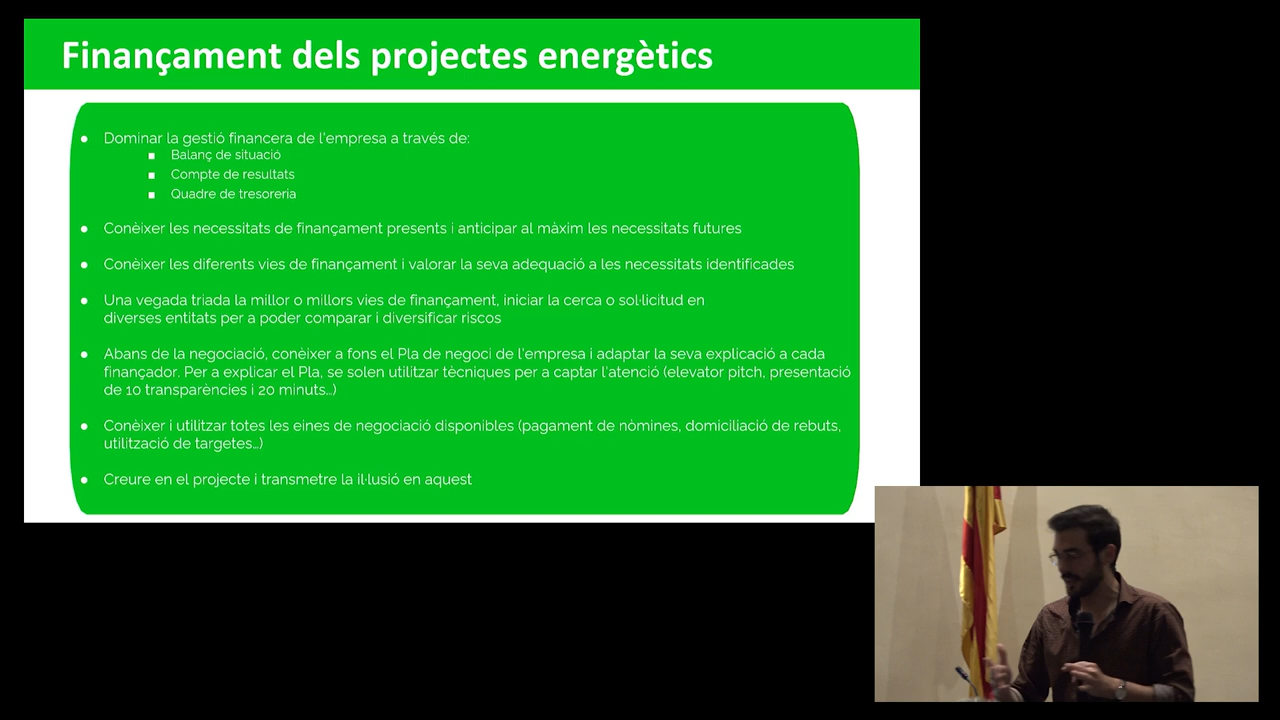 Finançament dels projectes energètics
● Dominar la gestió financera de l'empresa a través de:
■ Balanç de situació
■ Compte de resultats
■ Quadre de tresoreria
● Conèixer les necessitats de finançament presents i anticipar al màxim les necessitats futures
● Conèixer les diferents vies de finançament i valorar la seva adequació a les necessitats identificades
● Una vegada triada la millor o millors vies de finançament, iniciar la cerca o sol·licitud en
diverses entitats per a poder comparar i diversificar riscos
● Abans de la negociació, conèixer a fons el Pla de negoci de l'empresa i adaptar la seva explicació a cada
finançador. Per a explicar el Pla, se solen utilitzar tècniques per a captar l'atenció (elevator pitch, presentació
de 10 transparències i 20 minuts...)
● Conèixer i utilitzar totes les eines de negociació disponibles (pagament de nòmines, domiciliació de rebuts,
utilització de targetes...)
● Creure en el projecte i transmetre la il·lusió en aquest